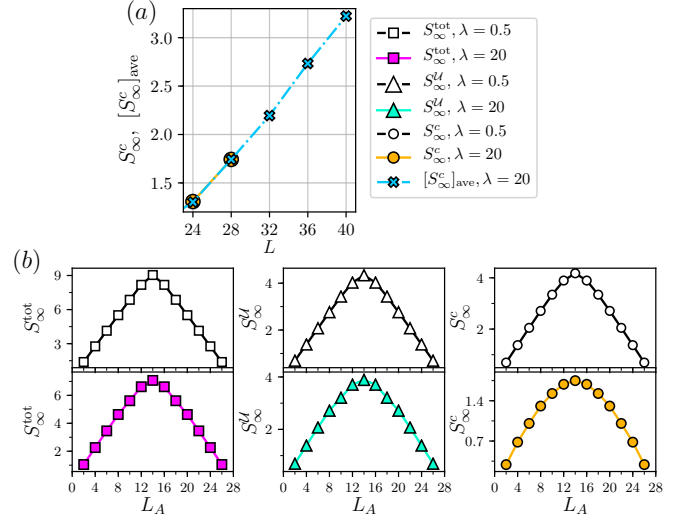 (a)
S^c_∞, [S^c_∞]_ave
3.0
2.5
2.0
1.5
24 28 32 36 40
L
S^tot_∞, λ = 0.5
S^tot_∞, λ = 20
S^𝒰_∞, λ = 0.5
S^𝒰_∞, λ = 20
S^c_∞, λ = 0.5
S^c_∞, λ = 20
[S^c_∞]_ave, λ = 20
(b)
S^tot_∞
9
6
3
S^𝒰_∞
4
2
S^c_∞
4
2
S^tot_∞
6
4
2
S^𝒰_∞
4
2
S^c_∞
1.4
0.7
0 4 8 12 16 20 24 28
0 4 8 12 16 20 24 28
0 4 8 12 16 20 24 28
L_A
L_A
L_A